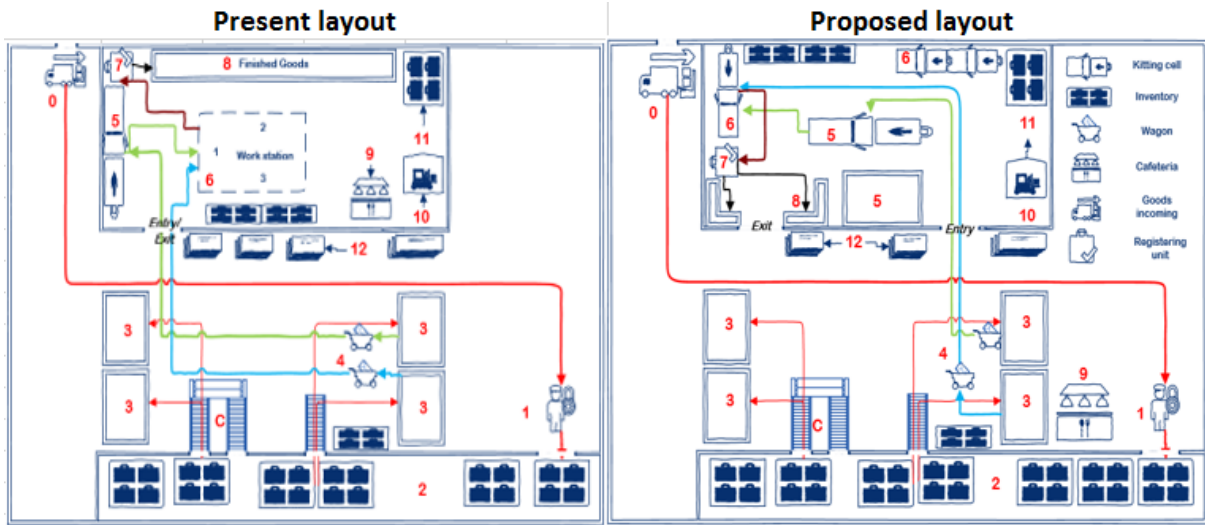 Present layout
Proposed layout
0
7
8 Finished Goods
5
2
1
Work station
3
6
9
11
10
Entry/
Exit
12
3
3
3
3
4
C
1
2
0
6
6
5
7
8
5
11
10
Exit
Entry
12
3
3
3
3
4
9
C
1
2
Kitting cell
Inventory
Wagon
Cafeteria
Goods
incoming
Registering
unit